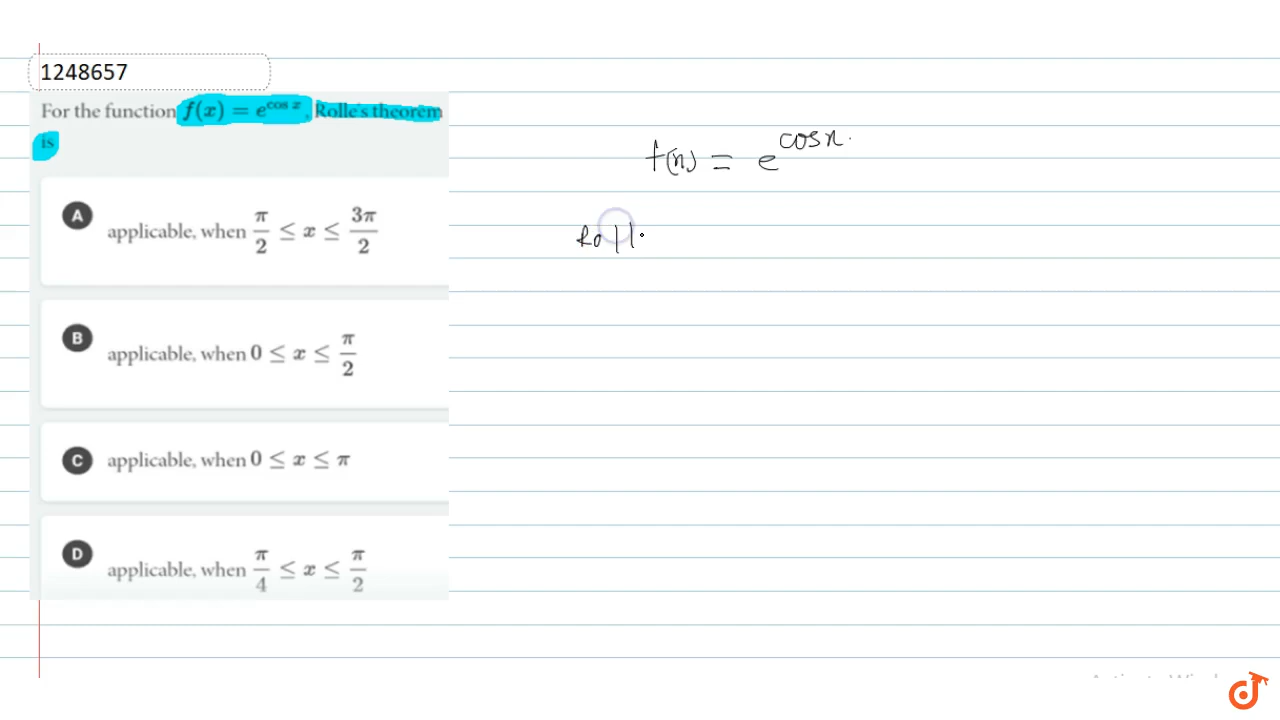 1248657
For the function f(x) = e^{cos x}, Rolle's theorem
is
A applicable, when π/2 ≤ x ≤ 3π/2
B applicable, when 0 ≤ x ≤ π/2
C applicable, when 0 ≤ x ≤ π
D applicable, when π/4 ≤ x ≤ π/2
f(x) = e^{cos x}.
Roll